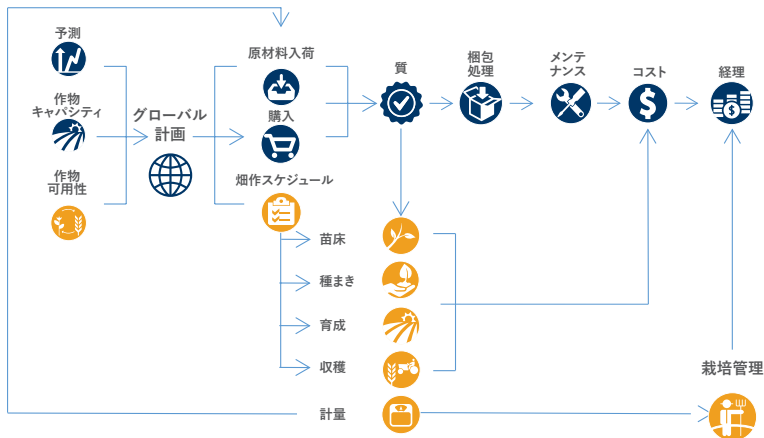 予測
作物
キャパシティ
作物
可用性
グローバル
計画
原材料入荷
購入
畑作スケジュール
苗床
種まき
育成
収穫
計量
質
梱包
処理
メンテ
ナンス
コスト
経理
栽培管理